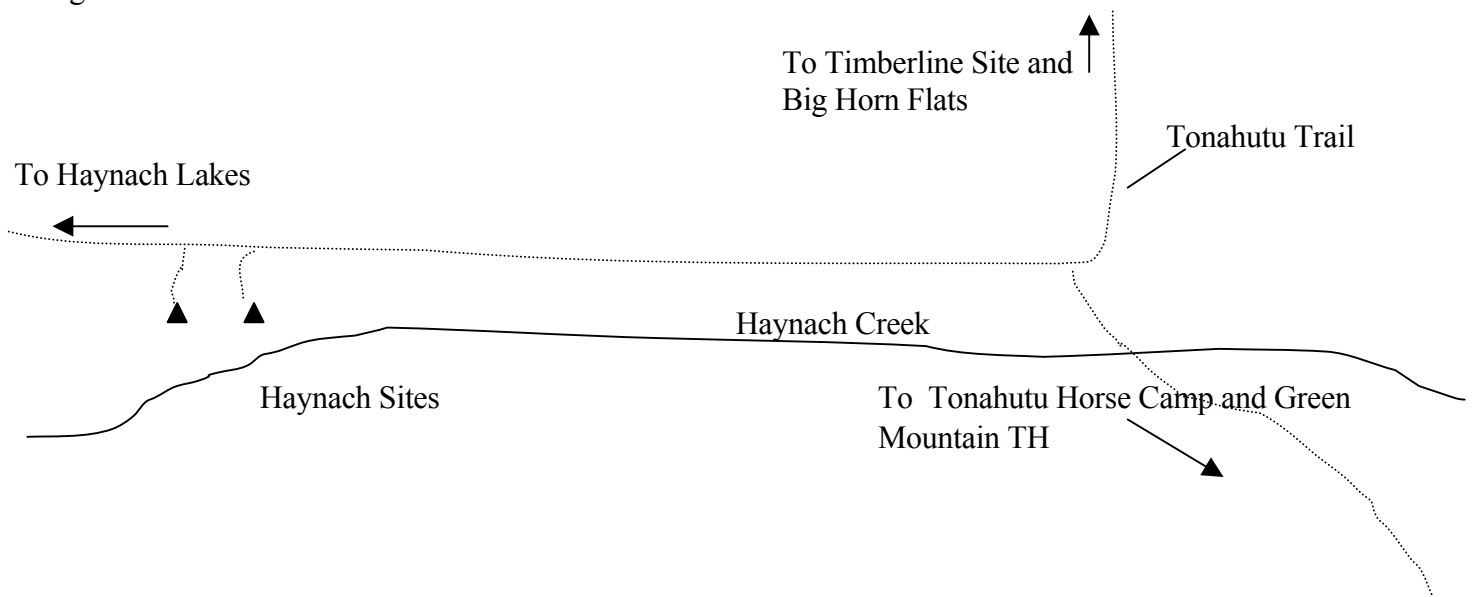 To Timberline Site and
Big Horn Flats
Tonahutu Trail
To Haynach Lakes
Haynach Creek
Haynach Sites
To Tonahutu Horse Camp and Green
Mountain TH